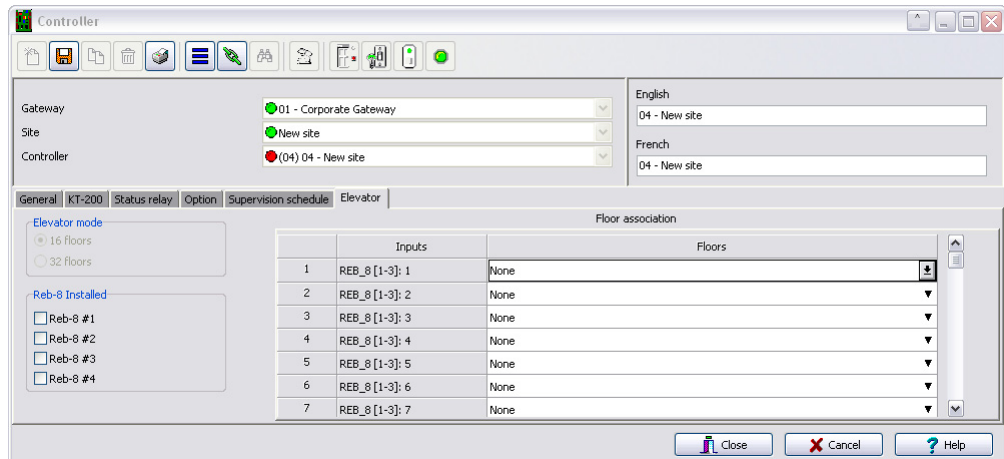 Controller
Gateway
01 - Corporate Gateway
Site
New site
Controller
(04) 04 - New site
English
04 - New site
French
04 - New site
General KT-200 Status relay Option Supervision schedule Elevator
Elevator mode
16 floors
32 floors
Reb-8 Installed
Reb-8 #1
Reb-8 #2
Reb-8 #3
Reb-8 #4
Floor association
Inputs Floors
1 REB_8 [1-3]: 1 None
2 REB_8 [1-3]: 2 None
3 REB_8 [1-3]: 3 None
4 REB_8 [1-3]: 4 None
5 REB_8 [1-3]: 5 None
6 REB_8 [1-3]: 6 None
7 REB_8 [1-3]: 7 None
Close Cancel ? Help